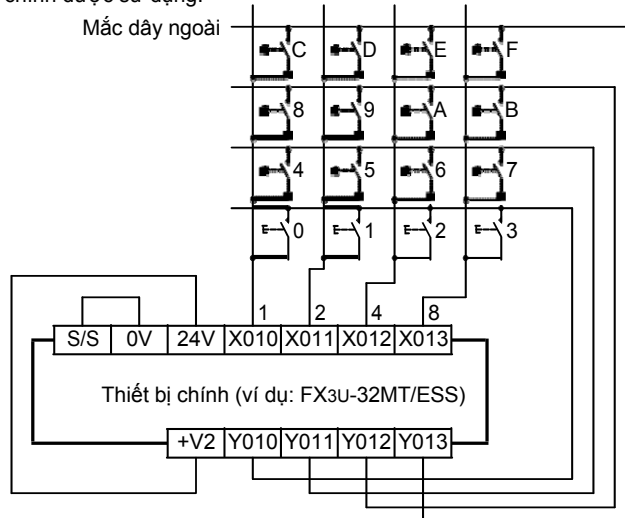 chính được sử dụng.
Mắc dây ngoài
C D E F
8 9 A B
4 5 6 7
0 1 2 3
1 2 4 8
S/S 0V 24V X010 X011 X012 X013
Thiết bị chính (ví dụ: FX3U-32MT/ESS)
+V2 Y010 Y011 Y012 Y013